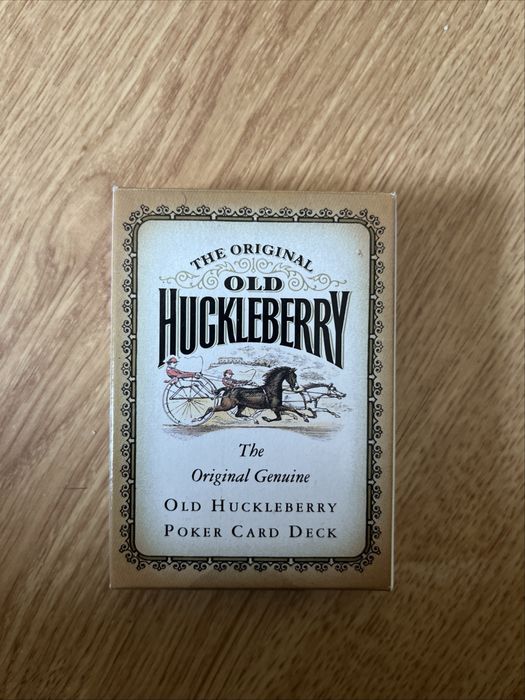 THE ORIGINAL
OLD
HUCKLEBERRY
The
Original Genuine
OLD HUCKLEBERRY
POKER CARD DECK